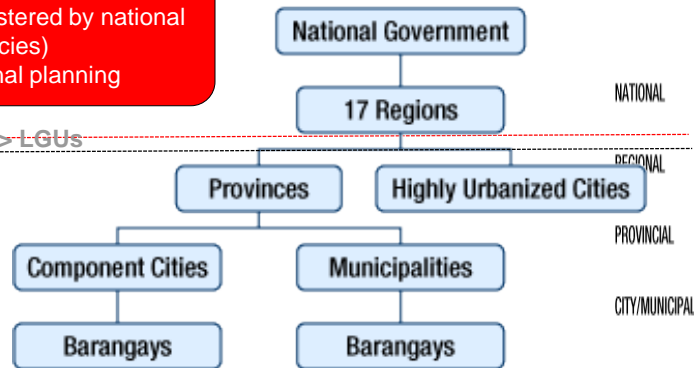 stered by national
National Government
cies)
nal planning
17 Regions
NATIONAL
> LGUs
REGIONAL
Provinces
Highly Urbanized Cities
PROVINCIAL
Component Cities
Municipalities
CITY/MUNICIPAL
Barangays
Barangays